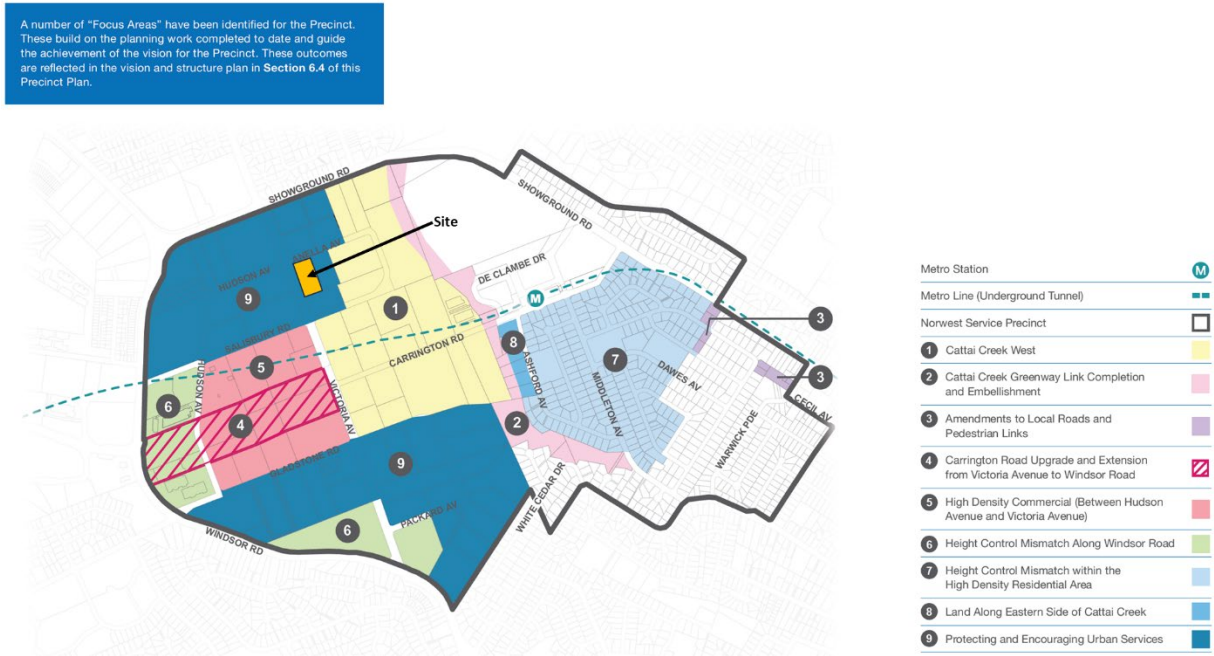 A number of “Focus Areas” have been identified for the Precinct.
These build on the planning work completed to date and guide
the achievement of the vision for the Precinct. These outcomes
are reflected in the vision and structure plan in Section 6.4 of this
Precinct Plan.
SHOWGROUND RD
SHOWGROUND RD
Site
ANELLA AV
HUDSON AV
9
DE CLAMBE DR
M
1
3
SALISBURY RD
CARRINGTON RD
8
7
5
HUDSON AV
ASHFORD AV
DAWES AV
3
6
VICTORIA AV
MIDDLETON AV
CECIL AV
4
2
WARWICK PDE
GLADSTONE RD
9
WHITE CEDAR DR
PACKARD AV
WINDSOR RD
6
Metro Station
M
Metro Line (Underground Tunnel)
Norwest Service Precinct
1 Cattai Creek West
2 Cattai Creek Greenway Link Completion
and Embellishment
3 Amendments to Local Roads and
Pedestrian Links
4 Carrington Road Upgrade and Extension
from Victoria Avenue to Windsor Road
5 High Density Commercial (Between Hudson
Avenue and Victoria Avenue)
6 Height Control Mismatch Along Windsor Road
7 Height Control Mismatch within the
High Density Residential Area
8 Land Along Eastern Side of Cattai Creek
9 Protecting and Encouraging Urban Services